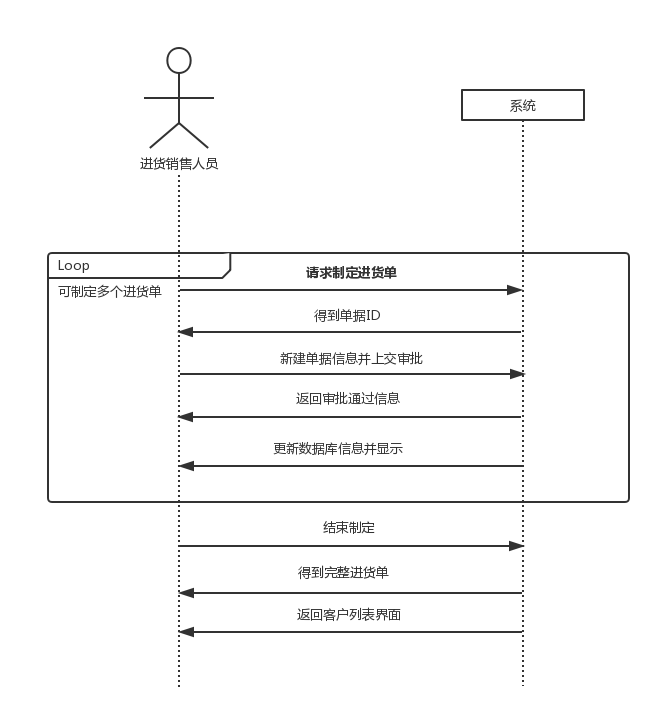 系统
进货销售人员
Loop
请求制定进货单
可制定多个进货单
得到单据ID
新建单据信息并上交审批
返回审批通过信息
更新数据库信息并显示
结束制定
得到完整进货单
返回客户列表界面